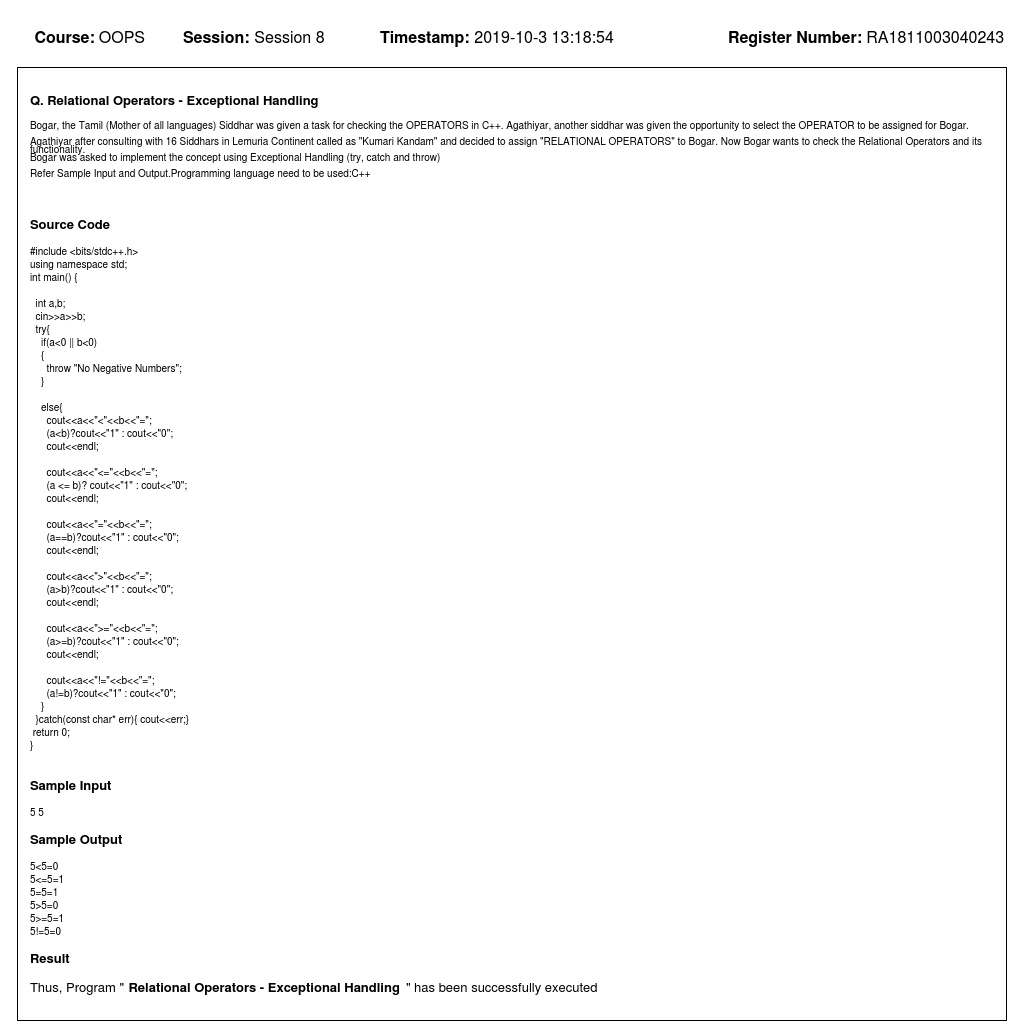 Course: OOPS Session: Session 8 Timestamp: 2019-10-3 13:18:54 Register Number: RA1811003040243
Q. Relational Operators - Exceptional Handling
Bogar, the Tamil (Mother of all languages) Siddhar was given a task for checking the OPERATORS in C++. Agathiyar, another siddhar was given the opportunity to select the OPERATOR to be assigned for Bogar.
Agathiyar after consulting with 16 Siddhars in Lemuria Continent called as "Kumari Kandam" and decided to assign "RELATIONAL OPERATORS" to Bogar. Now Bogar wants to check the Relational Operators and its
functionality.
Bogar was asked to implement the concept using Exceptional Handling (try, catch and throw)
Refer Sample Input and Output.Programming language need to be used:C++
Source Code
#include <bits/stdc++.h>
using namespace std;
int main() {
int a,b;
cin>>a>>b;
try{
if(a<0 || b<0)
{
throw "No Negative Numbers";
}
else{
cout<<a<<"<"<<b<<"=";
(a<b)?cout<<"1" : cout<<"0";
cout<<endl;
cout<<a<<"<="<<b<<"=";
(a <= b)? cout<<"1" : cout<<"0";
cout<<endl;
cout<<a<<"="<<b<<"=";
(a==b)?cout<<"1" : cout<<"0";
cout<<endl;
cout<<a<<">"<<b<<"=";
(a>b)?cout<<"1" : cout<<"0";
cout<<endl;
cout<<a<<">="<<b<<"=";
(a>=b)?cout<<"1" : cout<<"0";
cout<<endl;
cout<<a<<"!="<<b<<"=";
(a!=b)?cout<<"1" : cout<<"0";
}
}catch(const char* err){ cout<<err;}
return 0;
}
Sample Input
5 5
Sample Output
5<5=0
5<=5=1
5=5=1
5>5=0
5>=5=1
5!=5=0
Result
Thus, Program " Relational Operators - Exceptional Handling " has been successfully executed